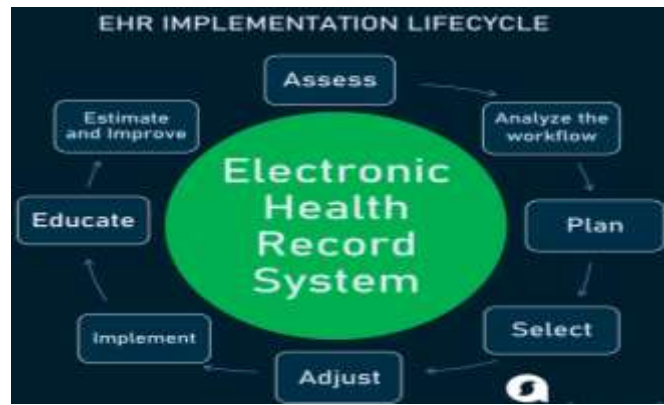 EHR IMPLEMENTATION LIFECYCLE
Assess
Analyze the
workflow
Plan
Select
Adjust
Implement
Educate
Estimate
and Improve
Electronic
Health
Record
System